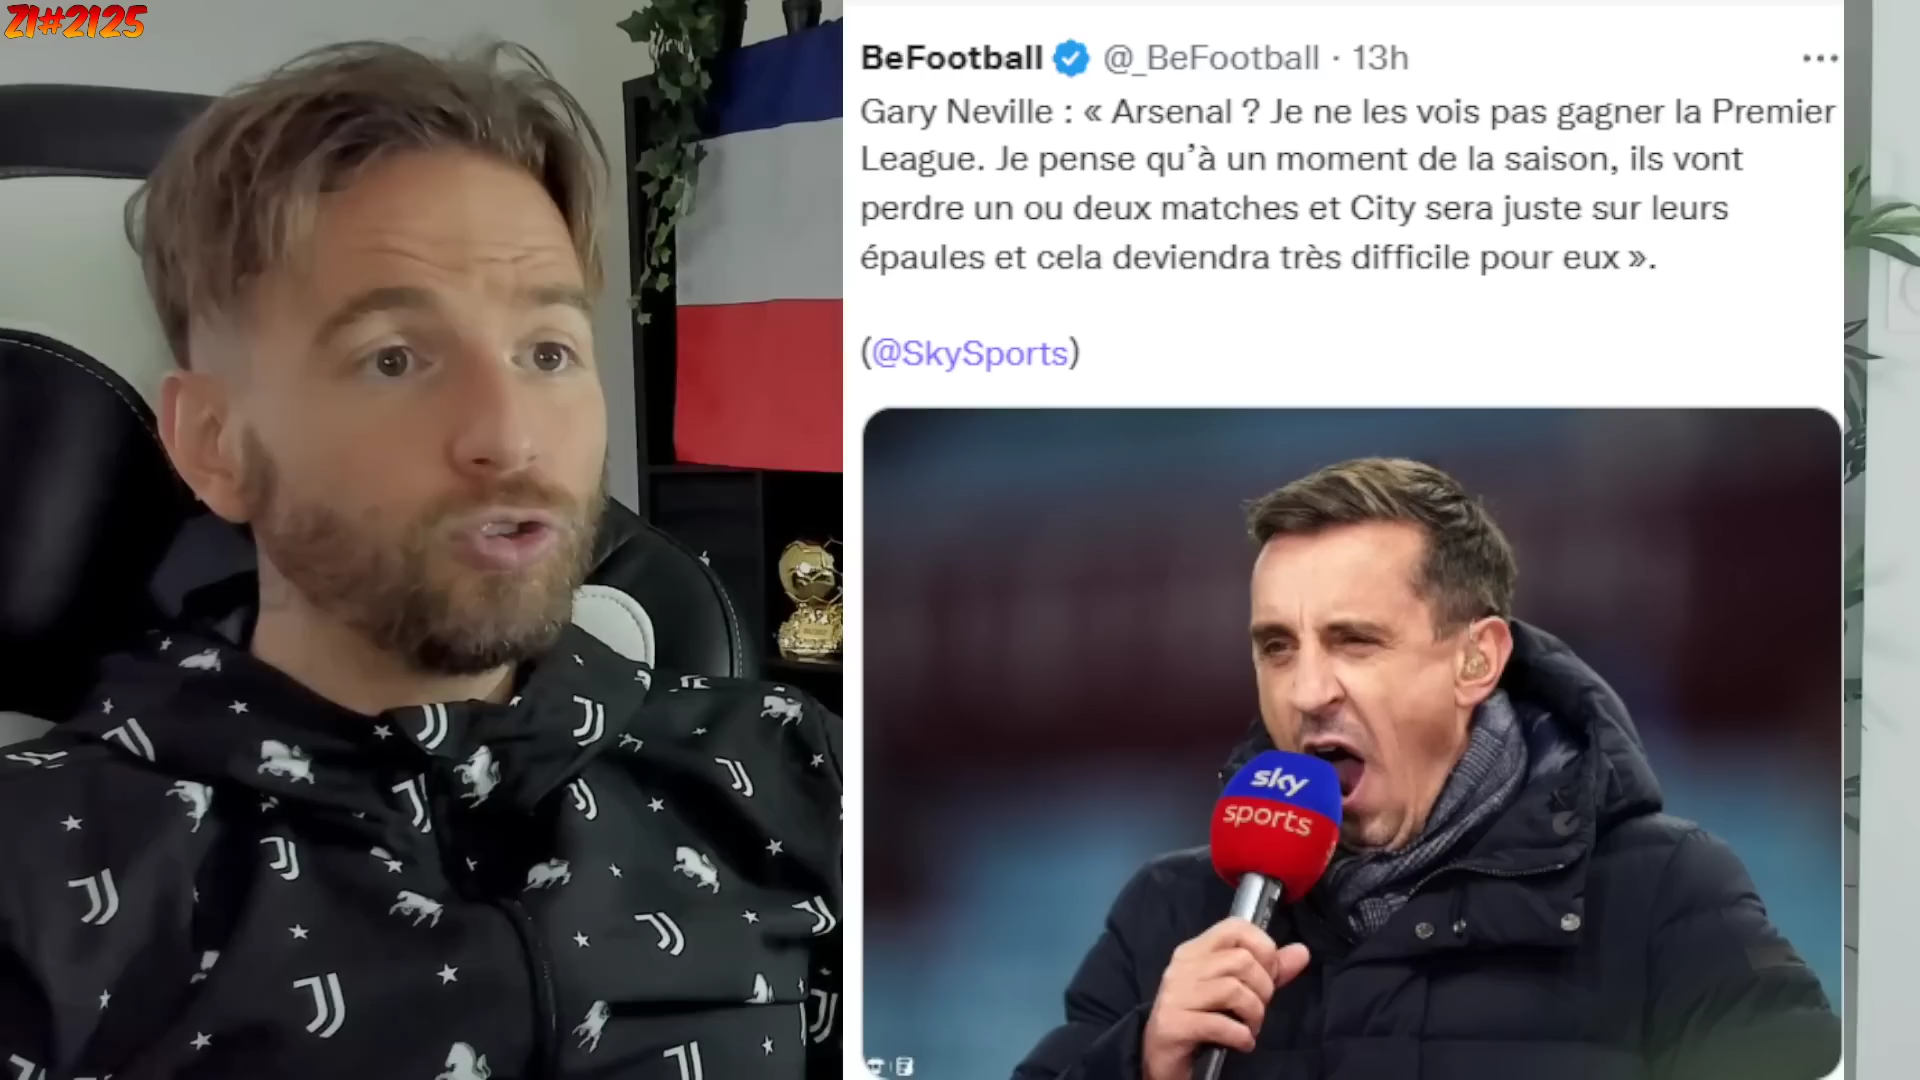 Z1#2125
BeFootball @_BeFootball · 13h
Gary Neville : « Arsenal ? Je ne les vois pas gagner la Premier
League. Je pense qu’à un moment de la saison, ils vont
perdre un ou deux matches et City sera juste sur leurs
épaules et cela deviendra très difficile pour eux ».
(@SkySports)
sky
sports